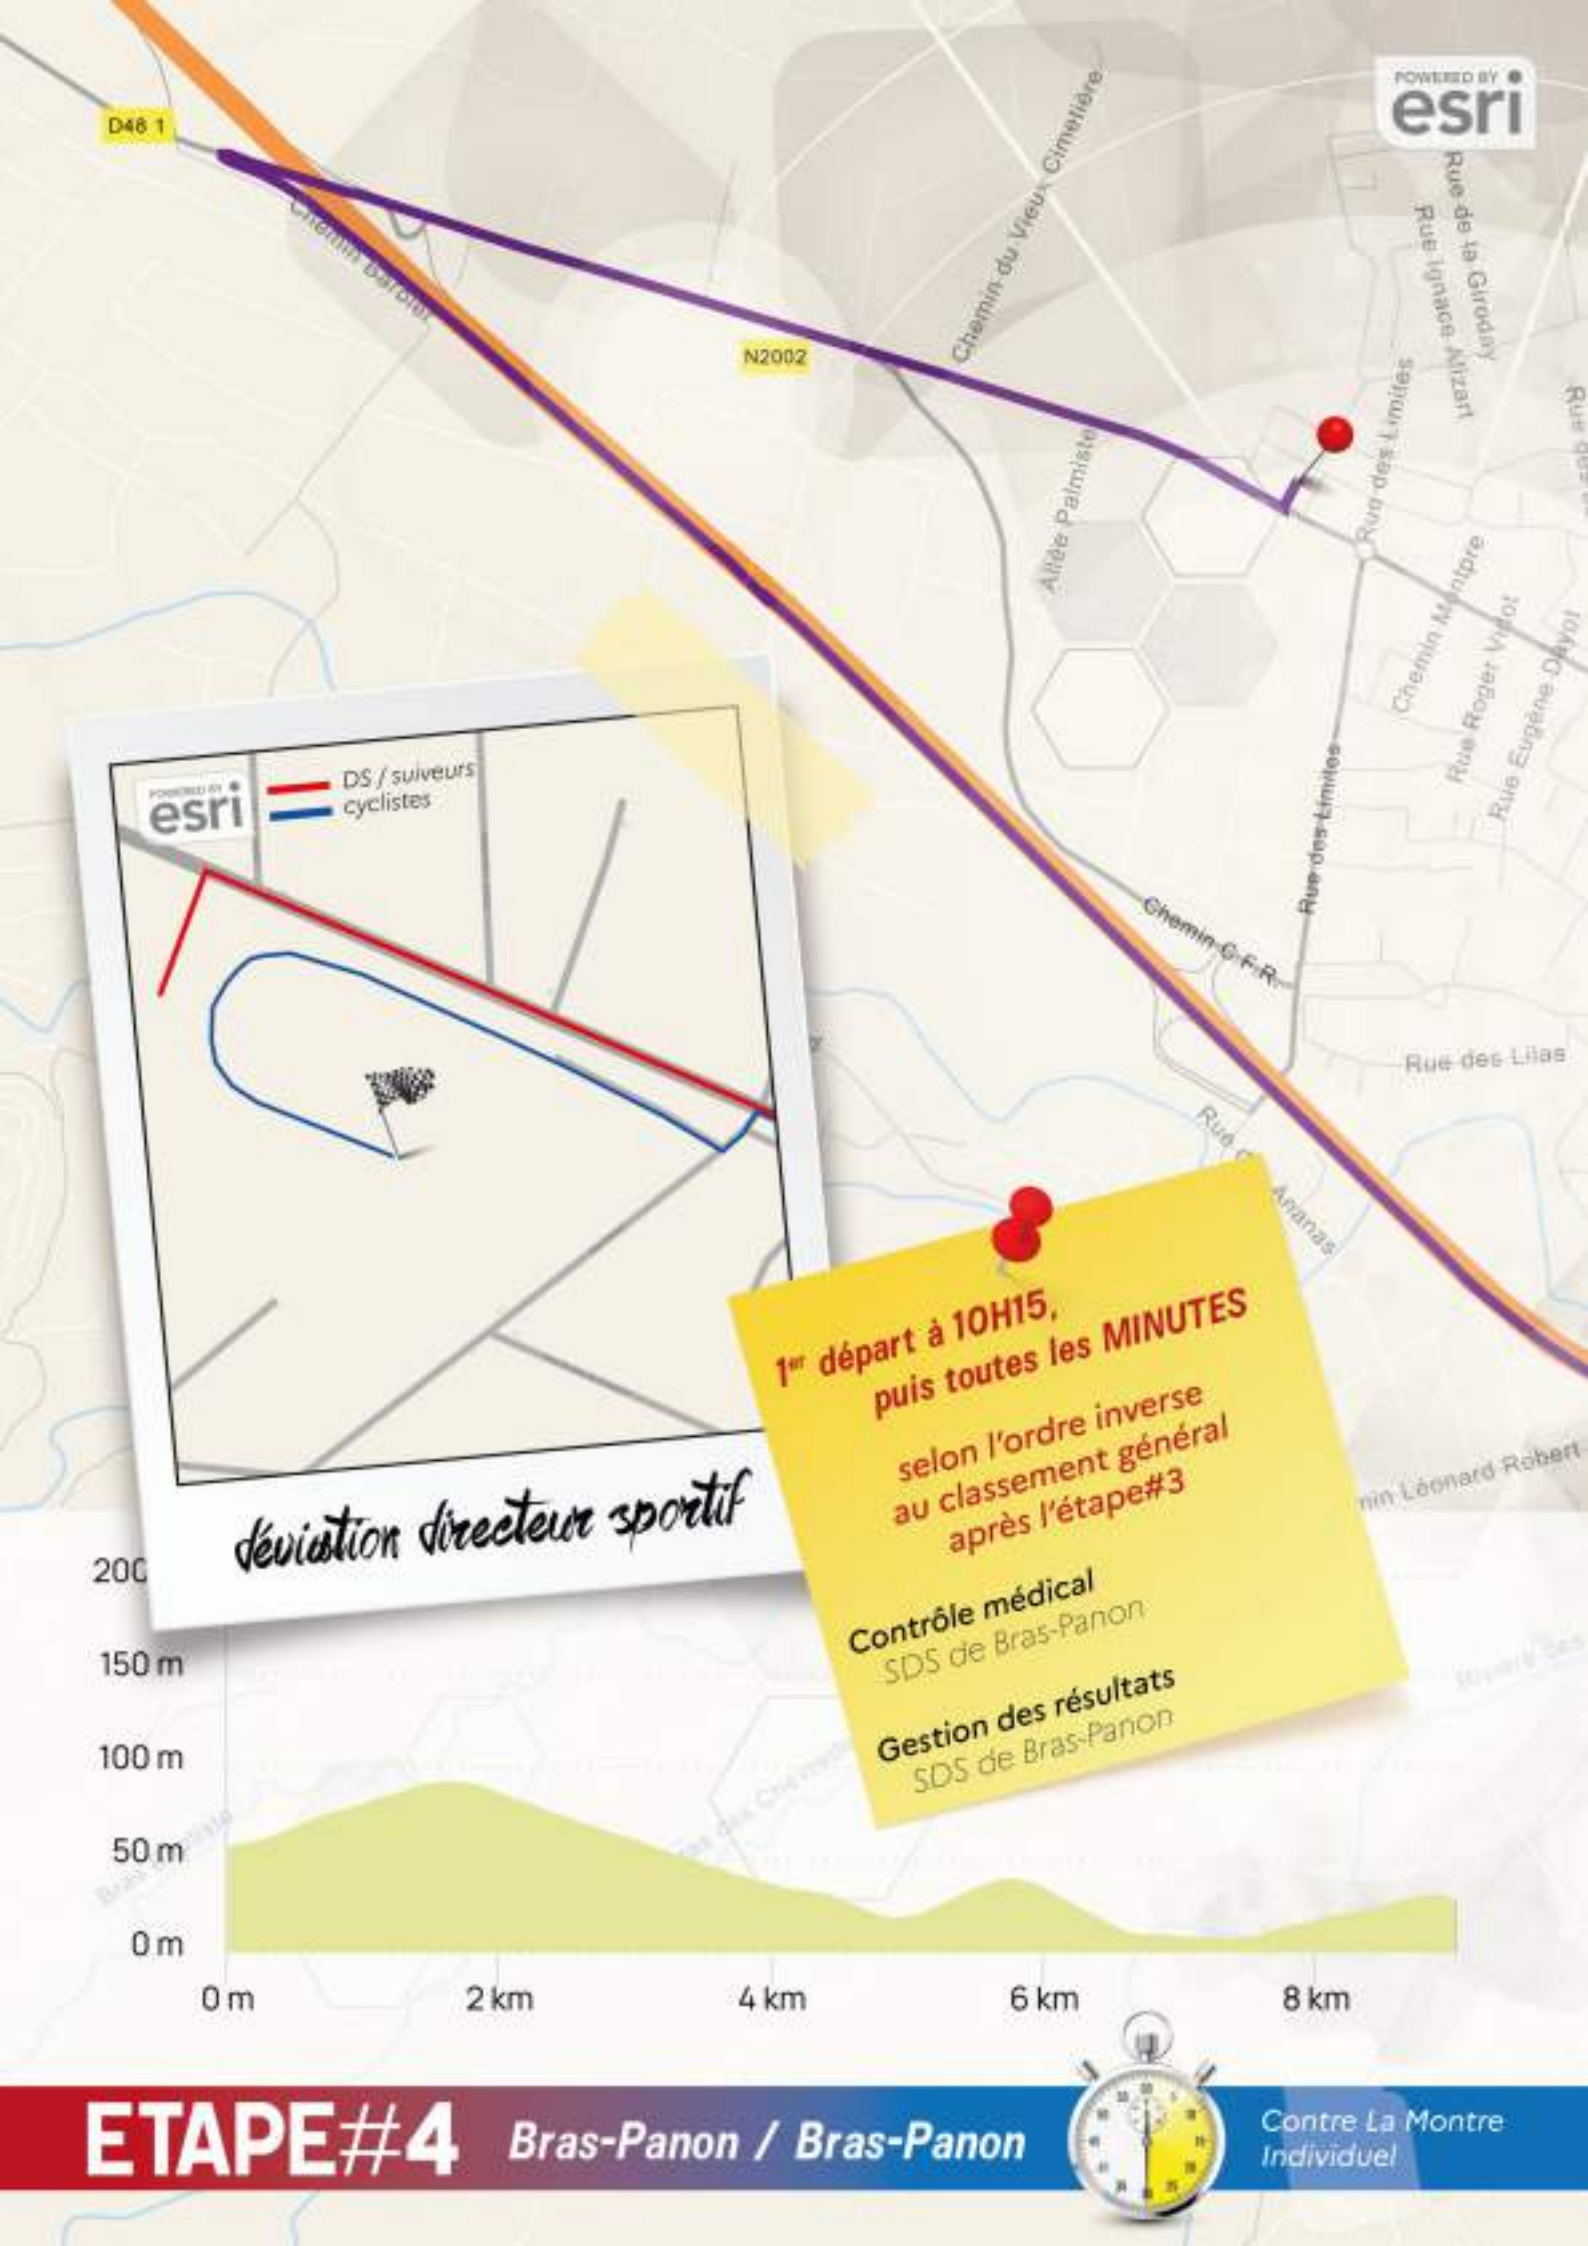 POWERED BY
esri
D48 1
Chemin Barbier
N2002
Chemin du Vieux Cimetière
Rue de la Giroday
Rue Ignace Alizart
Rue des Limites
Allée Palmiste
Chemin Montpre
Rue Roger Vidot
Rue Eugène Dayot
Rue des Limites
Chemin C.F.R.
Rue des Lilas
Ananas
Léonard Robert
POWERED BY
esri
DS / suiveurs
cyclistes
déviation directeur sportif
1er départ à 10H15,
puis toutes les MINUTES
selon l'ordre inverse
au classement général
après l'étape#3
Contrôle médical
SDS de Bras-Panon
Gestion des résultats
SDS de Bras-Panon
150 m
100 m
50 m
0 m
0 m
2 km
4 km
6 km
8 km
ETAPE#4
Bras-Panon / Bras-Panon
Contre La Montre
Individuel